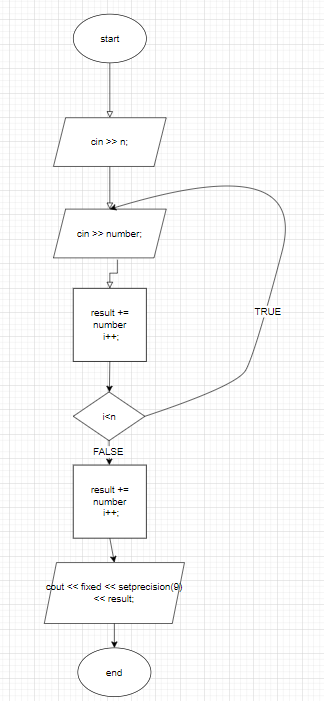 start
cin >> n;
cin >> number;
result +=
number
i++;
TRUE
i<n
FALSE
result +=
number
i++;
cout << fixed << setprecision(9)
<< result;
end